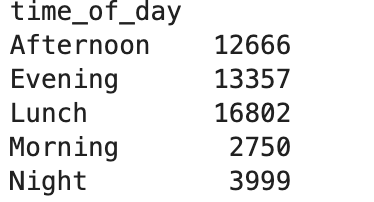 time_of_day
Afternoon    12666
Evening      13357
Lunch        16802
Morning       2750
Night         3999